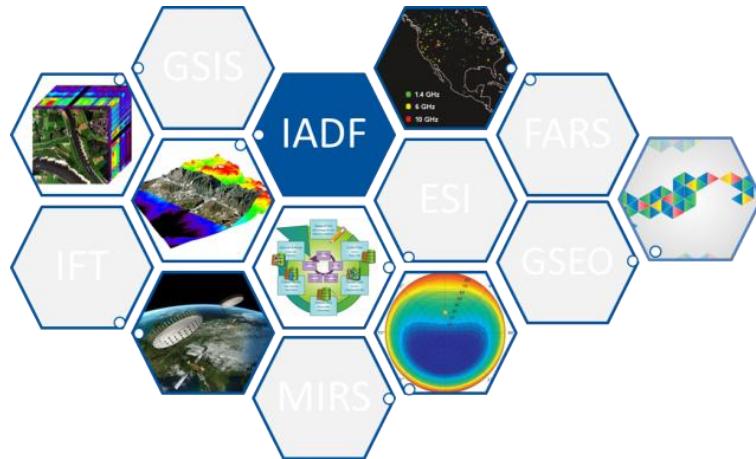 GSIS
IADF
1.4 GHz
6 GHz
10 GHz
FARS
ESI
IFT
GSEO
MIRS